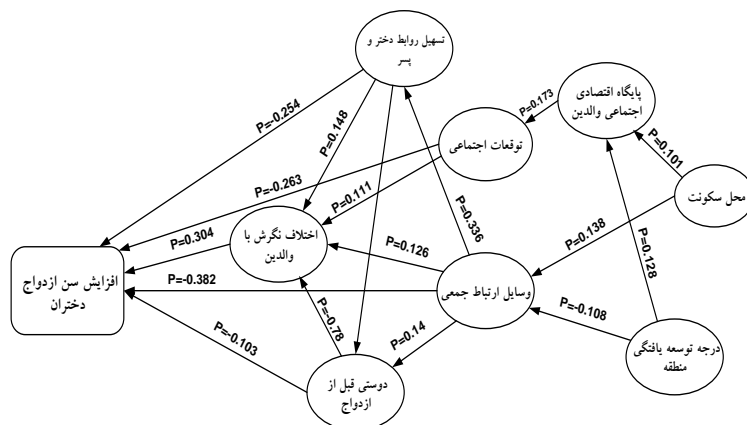 تسهیل روابط دختر و
پسر
P=-0.254
P=0.148
توقعات اجتماعی
P=0.173
پایگاه اقتصادی
اجتماعی والدین
P=0.101
محل سکونت
P=-0.263
P=0.111
P=0.336
P=0.138
P=0.128
P=0.304
اختلاف نگرش با
والدین
P=0.126
افزایش سن ازدواج
دختران
P=-0.382
وسایل ارتباط جمعی
P=-0.108
درجه توسعه یافتگی
منطقه
P=-0.103
P=-0.78
P=0.14
دوستی قبل از
ازدواج